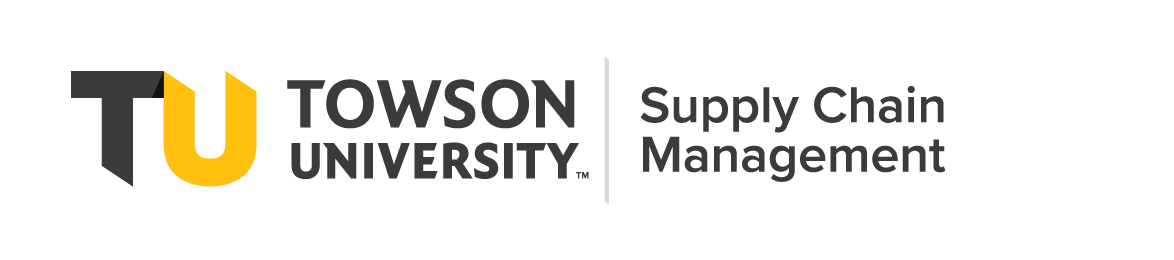 TU
TOWSON
UNIVERSITY™
Supply Chain
Management